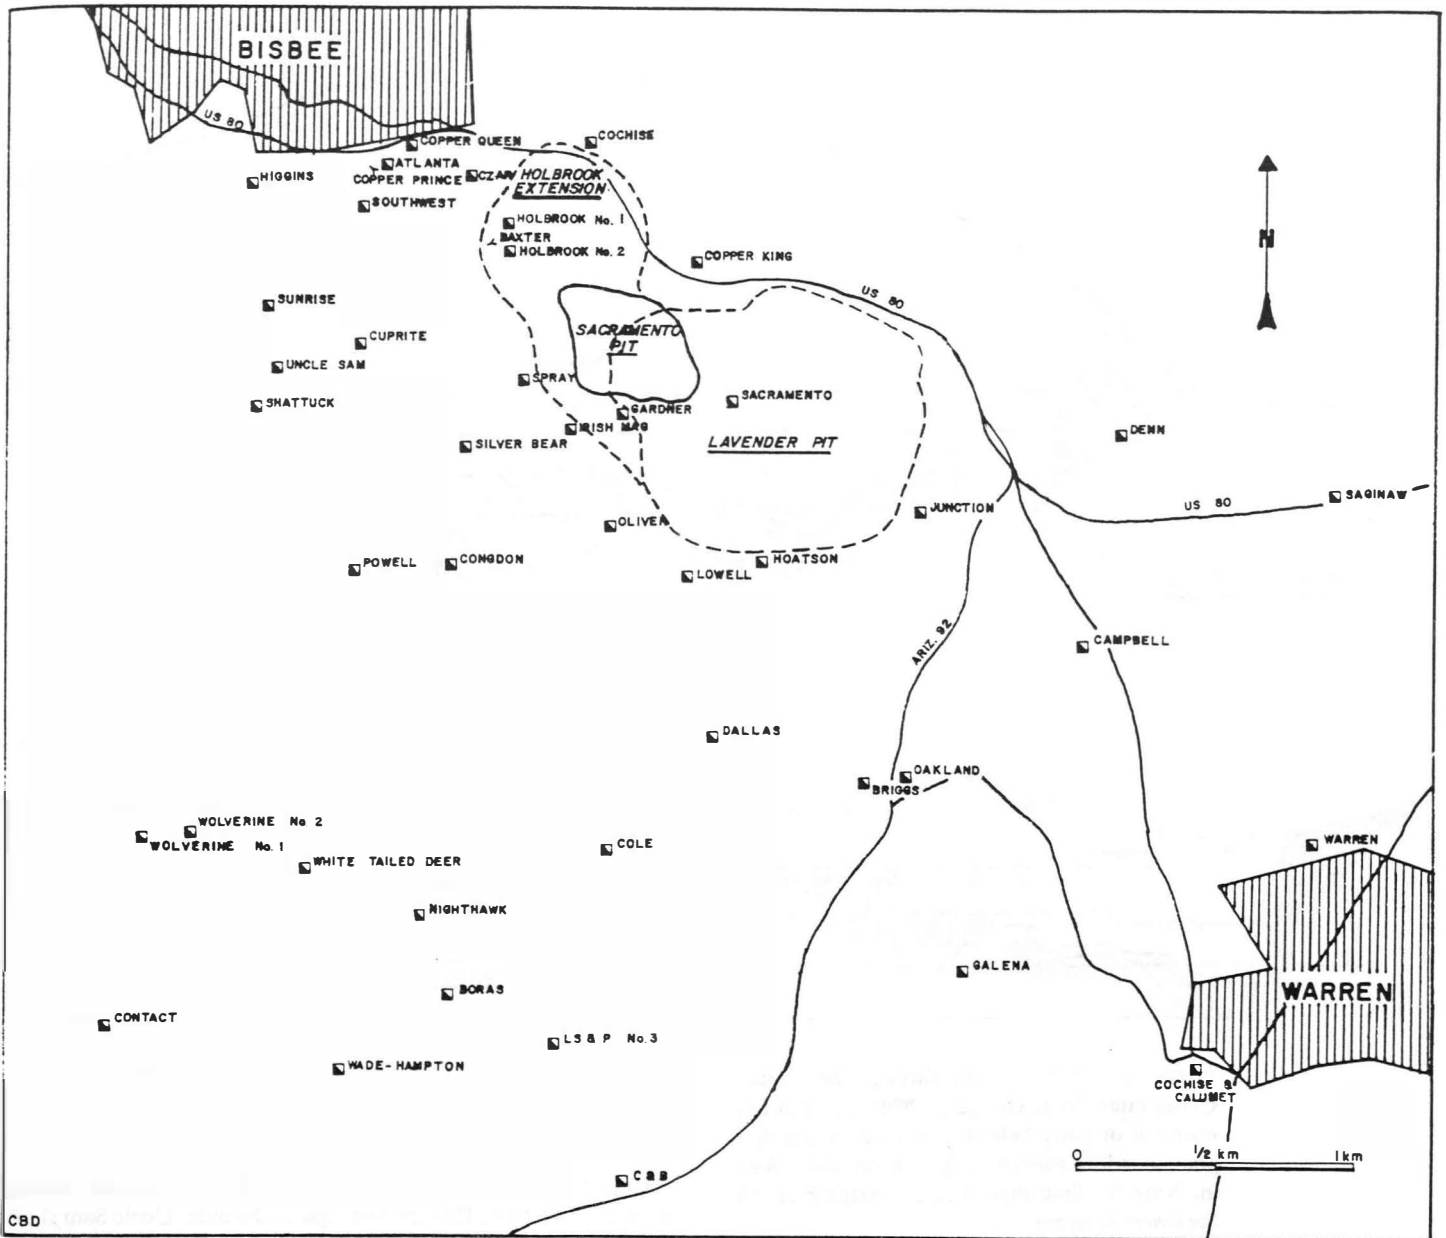 BISBEE
US 80
COPPER QUEEN
COCHISE
ATLANTA
HIGGINS
COPPER PRINCE
CZAR
HOLBROOK
EXTENSION
SOUTHWEST
HOLBROOK No. 1
BAXTER
HOLBROOK No. 2
COPPER KING
N
US 80
SUNRISE
SACRAMENTO
PIT
CUPRITE
UNCLE SAM
SPRAY
SHATTUCK
SACRAMENTO
GARDNER
IRISH MAG
DENN
SILVER BEAR
LAVENDER PIT
SAGINAW
US 80
JUNCTION
OLIVER
POWELL
CONGDON
HOATSON
LOWELL
ARIZ. 92
CAMPBELL
DALLAS
OAKLAND
BRIGGS
WOLVERINE No 2
WOLVERINE No. 1
WARREN
COLE
WHITE TAILED DEER
NIGHTHAWK
GALENA
BORAS
WARREN
CONTACT
LS & P No. 3
WADE-HAMPTON
COCHISE &
CALUMET
0 1/2 km 1km
C & B
CBD